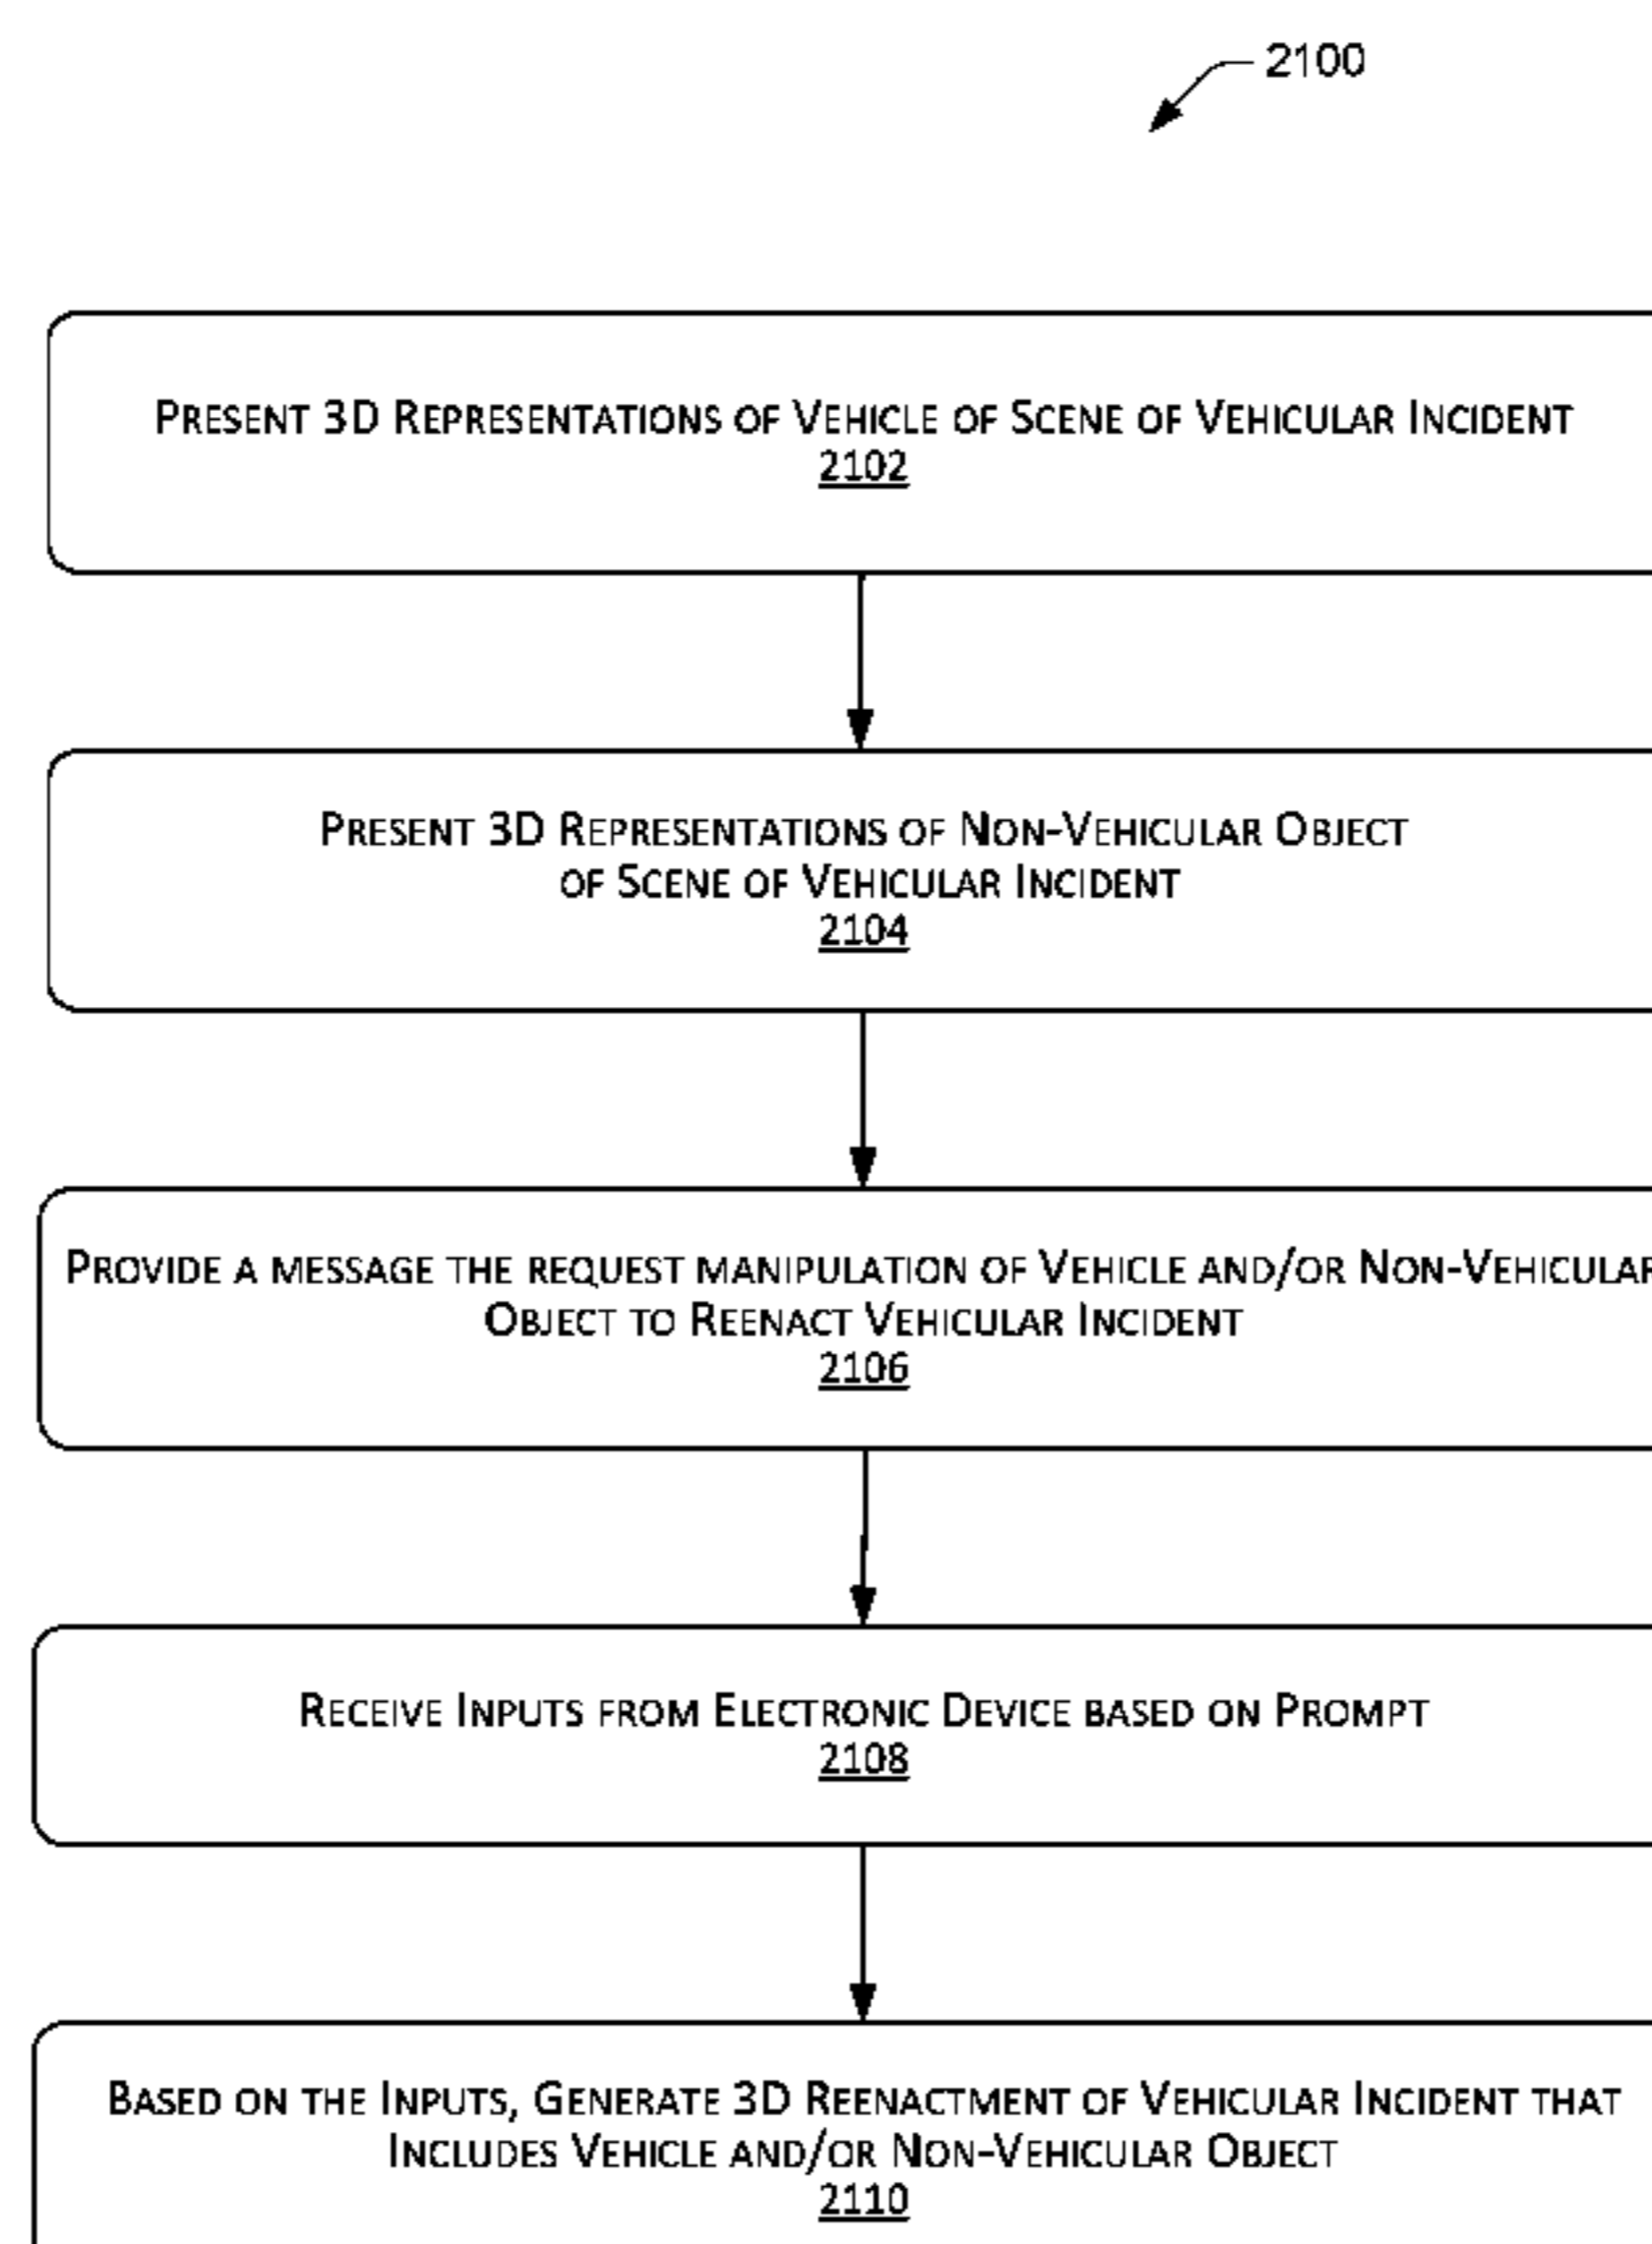 2100
PRESENT 3D REPRESENTATIONS OF VEHICLE OF SCENE OF VEHICULAR INCIDENT
2102
PRESENT 3D REPRESENTATIONS OF NON-VEHICULAR OBJECT
OF SCENE OF VEHICULAR INCIDENT
2104
PROVIDE A MESSAGE THE REQUEST MANIPULATION OF VEHICLE AND/OR NON-VEHICULAR
OBJECT TO REENACT VEHICULAR INCIDENT
2106
RECEIVE INPUTS FROM ELECTRONIC DEVICE BASED ON PROMPT
2108
BASED ON THE INPUTS, GENERATE 3D REENACTMENT OF VEHICULAR INCIDENT THAT
INCLUDES VEHICLE AND/OR NON-VEHICULAR OBJECT
2110